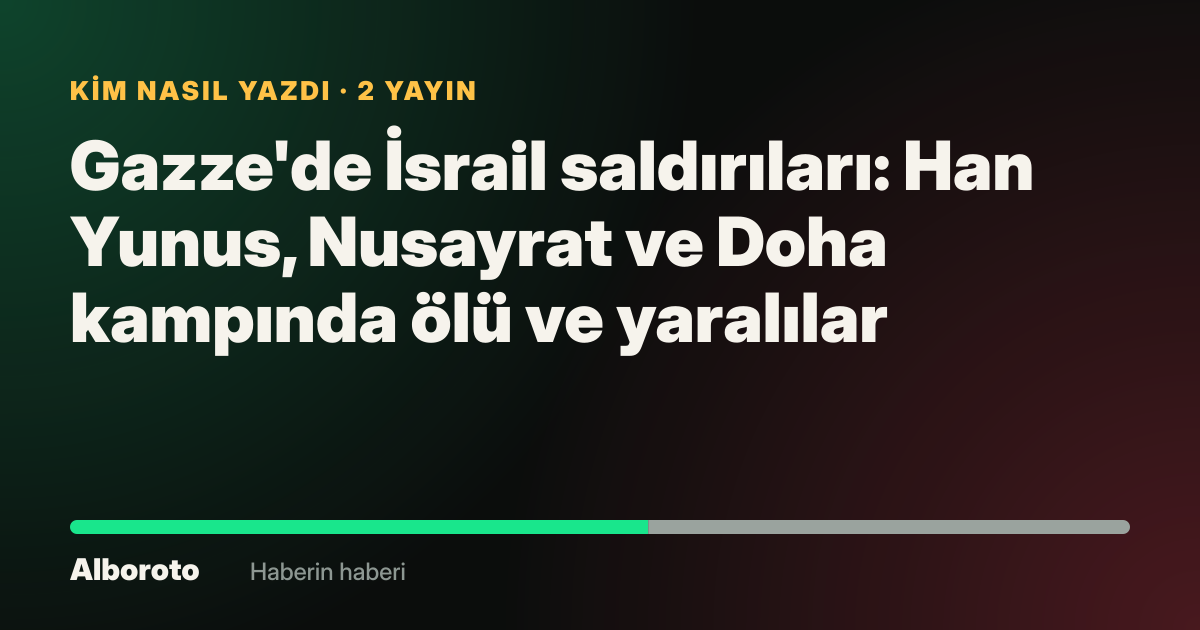 KİM NASIL YAZDI · 2 YAYIN
Gazze'de İsrail saldırıları: Han
Yunus, Nusayrat ve Doha
kampında ölü ve yaralılar
Alboroto
Haberin haberi